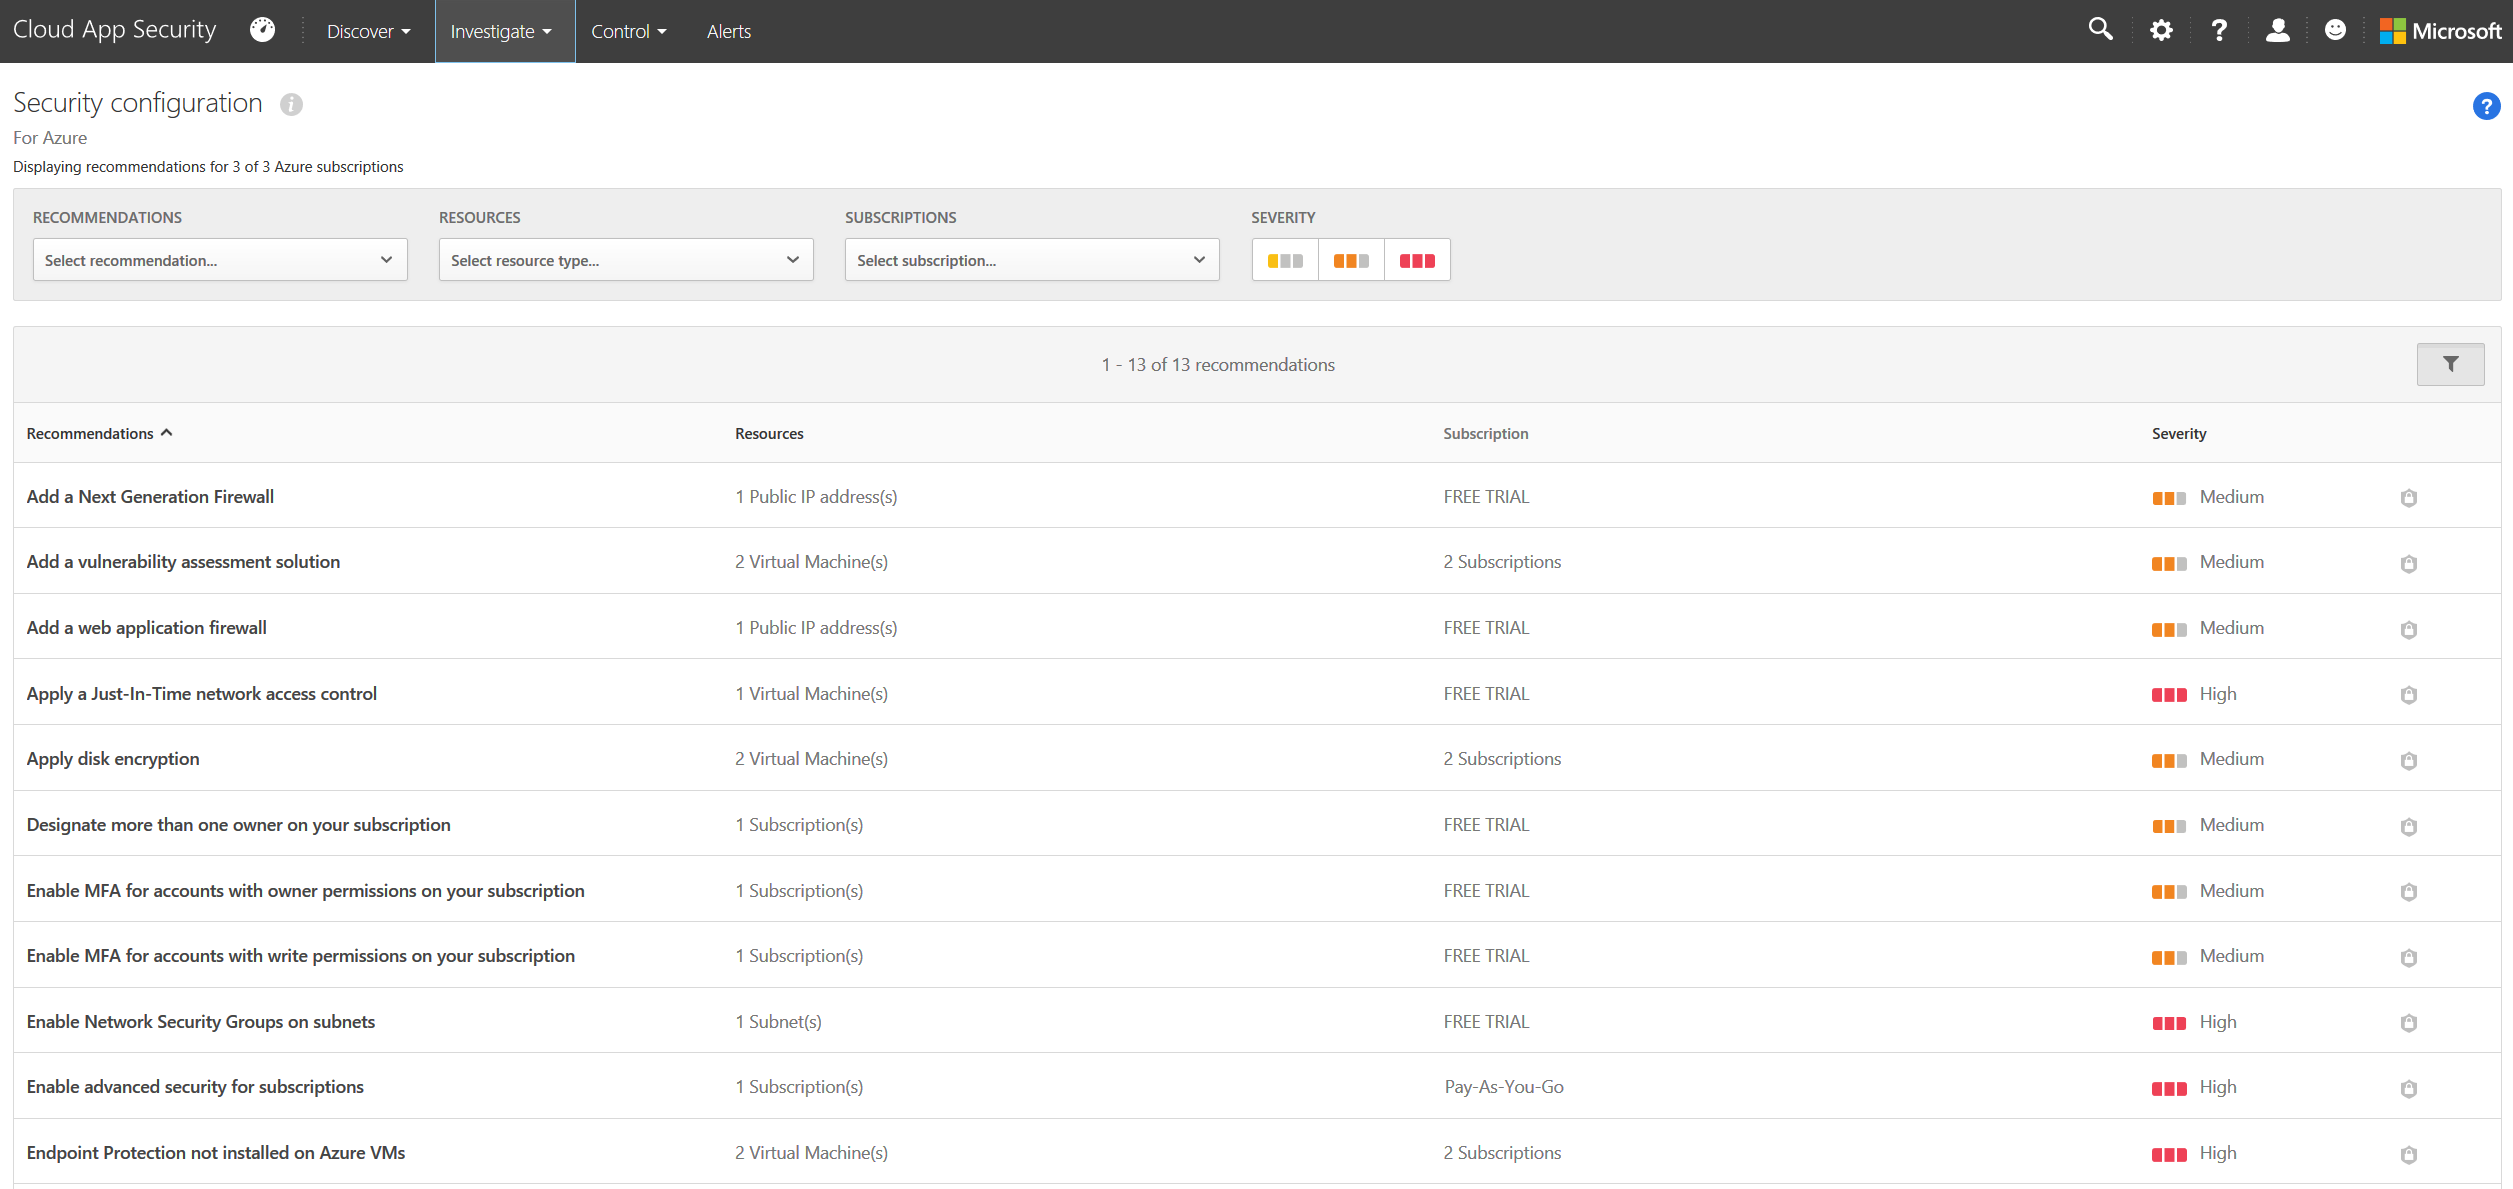 Cloud App Security Discover Investigate Control Alerts ? Microsoft
Security configuration i ?
For Azure
Displaying recommendations for 3 of 3 Azure subscriptions
RECOMMENDATIONS RESOURCES SUBSCRIPTIONS SEVERITY
Select recommendation... Select resource type... Select subscription...
1 - 13 of 13 recommendations
Recommendations Resources Subscription Severity
Add a Next Generation Firewall 1 Public IP address(s) FREE TRIAL Medium
Add a vulnerability assessment solution 2 Virtual Machine(s) 2 Subscriptions Medium
Add a web application firewall 1 Public IP address(s) FREE TRIAL Medium
Apply a Just-In-Time network access control 1 Virtual Machine(s) FREE TRIAL High
Apply disk encryption 2 Virtual Machine(s) 2 Subscriptions Medium
Designate more than one owner on your subscription 1 Subscription(s) FREE TRIAL Medium
Enable MFA for accounts with owner permissions on your subscription 1 Subscription(s) FREE TRIAL Medium
Enable MFA for accounts with write permissions on your subscription 1 Subscription(s) FREE TRIAL Medium
Enable Network Security Groups on subnets 1 Subnet(s) FREE TRIAL High
Enable advanced security for subscriptions 1 Subscription(s) Pay-As-You-Go High
Endpoint Protection not installed on Azure VMs 2 Virtual Machine(s) 2 Subscriptions High